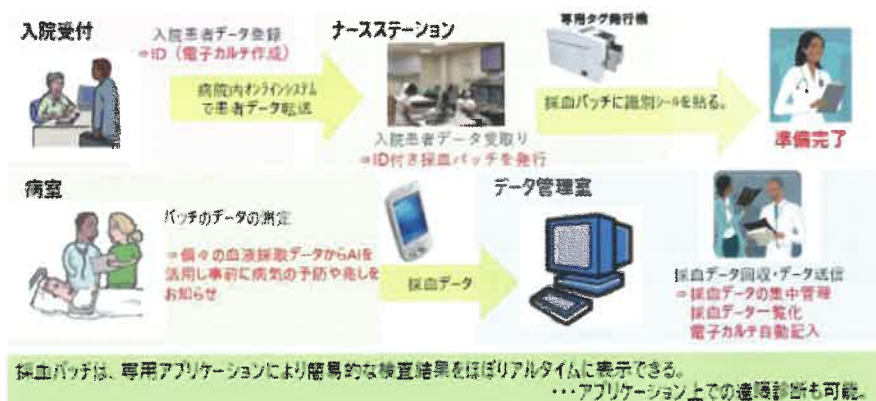 入院受付
入院患者データ登録
⇒ID（電子カルテ作成）
病院内オンラインシステム
で患者データ転送
ナースステーション
入院患者データ受取り
⇒ID付き採血パッチを発行
専用タグ発行機
採血パッチに識別シールを貼る。
準備完了
病室
パッチのデータの測定
⇒個々の血液採取データからAIを
活用し事前に病気の予防や兆しを
お知らせ
採血データ
データ管理室
採血データ回収・データ送信
⇒採血データの集中管理
採血データ一覧化
電子カルテ自動記入
採血パッチは、専用アプリケーションにより簡易的な検査結果をほぼリアルタイムに表示できる。
・・・アプリケーション上での遠隔診断も可能。